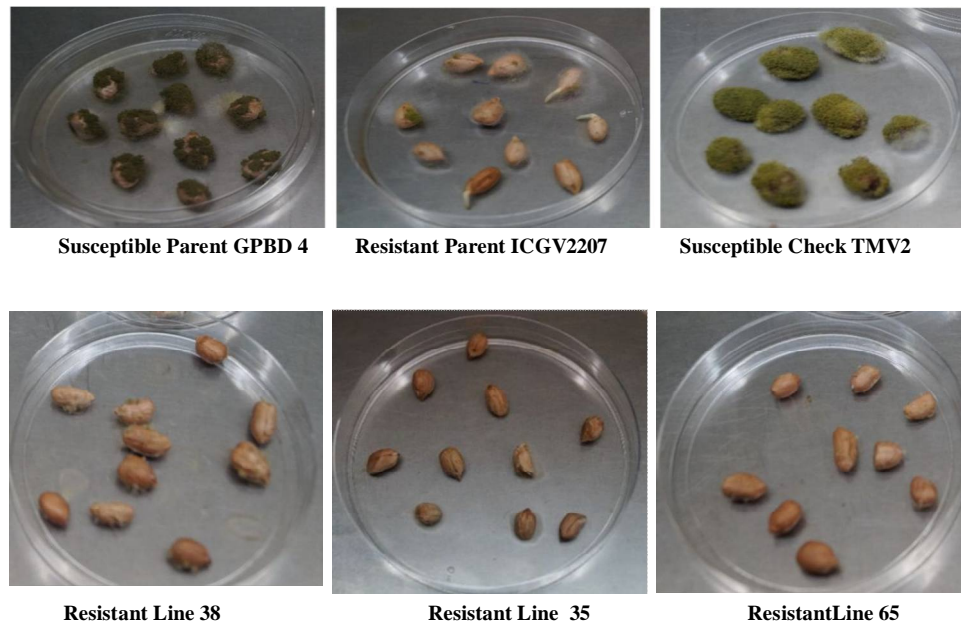 Susceptible Parent GPBD 4
Resistant Parent ICGV2207
Susceptible Check TMV2
Resistant Line 38
Resistant Line 35
ResistantLine 65